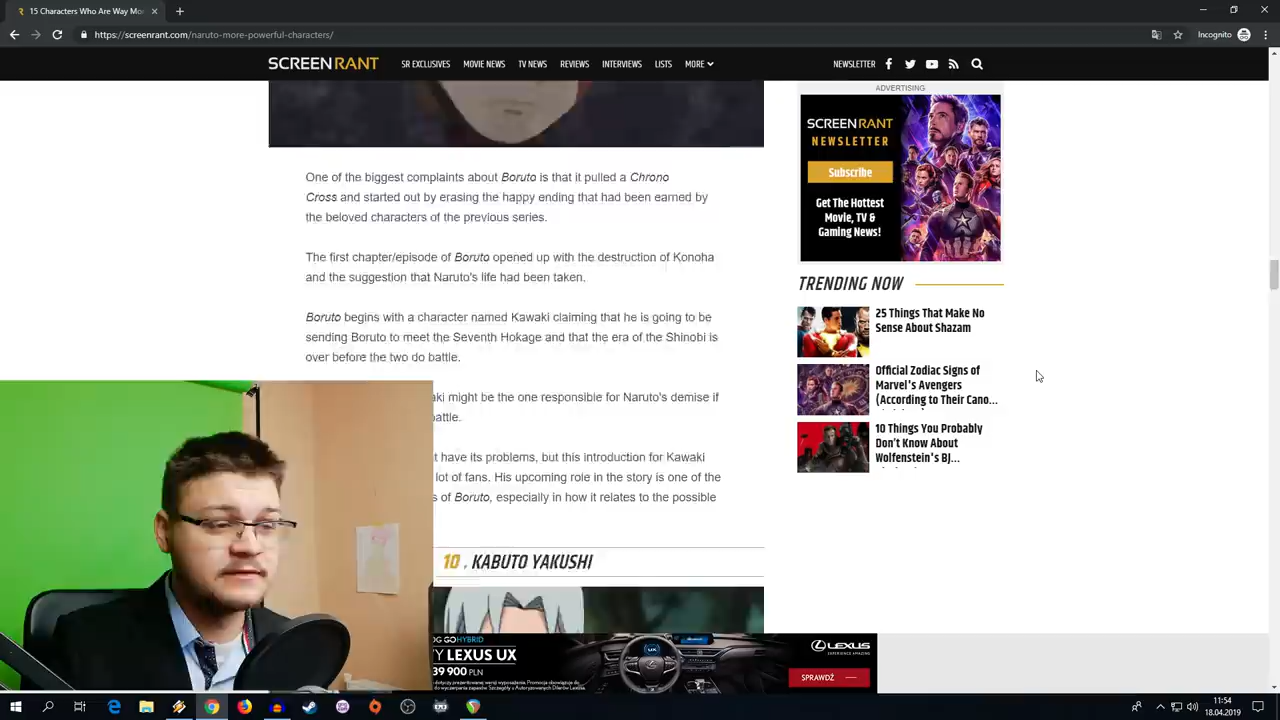 15 Characters Who Are Way Mo
Incognito
https://screenrant.com/naruto-more-powerful-characters/
SCREENRANT
SR EXCLUSIVES
MOVIE NEWS
TV NEWS
REVIEWS
INTERVIEWS
LISTS
MORE
NEWSLETTER
One of the biggest complaints about Boruto is that it pulled a Chrono
Cross and started out by erasing the happy ending that had been earned by
the beloved characters of the previous series.
The first chapter/episode of Boruto opened up with the destruction of Konoha
and the suggestion that Naruto's life had been taken.
Boruto begins with a character named Kawaki claiming that he is going to be
sending Boruto to meet the Seventh Hokage and that the era of the Shinobi is
over before the two do battle.
ki might be the one responsible for Naruto's demise if
attle.
t have its problems, but this introduction for Kawaki
lot of fans. His upcoming role in the story is one of the
s of Boruto, especially in how it relates to the possible
10 , KABUTO YAKUSHI
ADVERTISING
SCREENRANT
NEWSLETTER
Subscribe
Get The Hottest
Movie, TV &
Gaming News!
TRENDING NOW
25 Things That Make No
Sense About Shazam
Official Zodiac Signs of
Marvel's Avengers
(According to Their Cano...
10 Things You Probably
Don't Know About
Wolfenstein's BJ...
OG GOHYBRID
Y LEXUS UX
39 900 PLN
LEXUS
EXPERIENCE AMAZING
SPRAWDŹ
11:54
18.04.2019